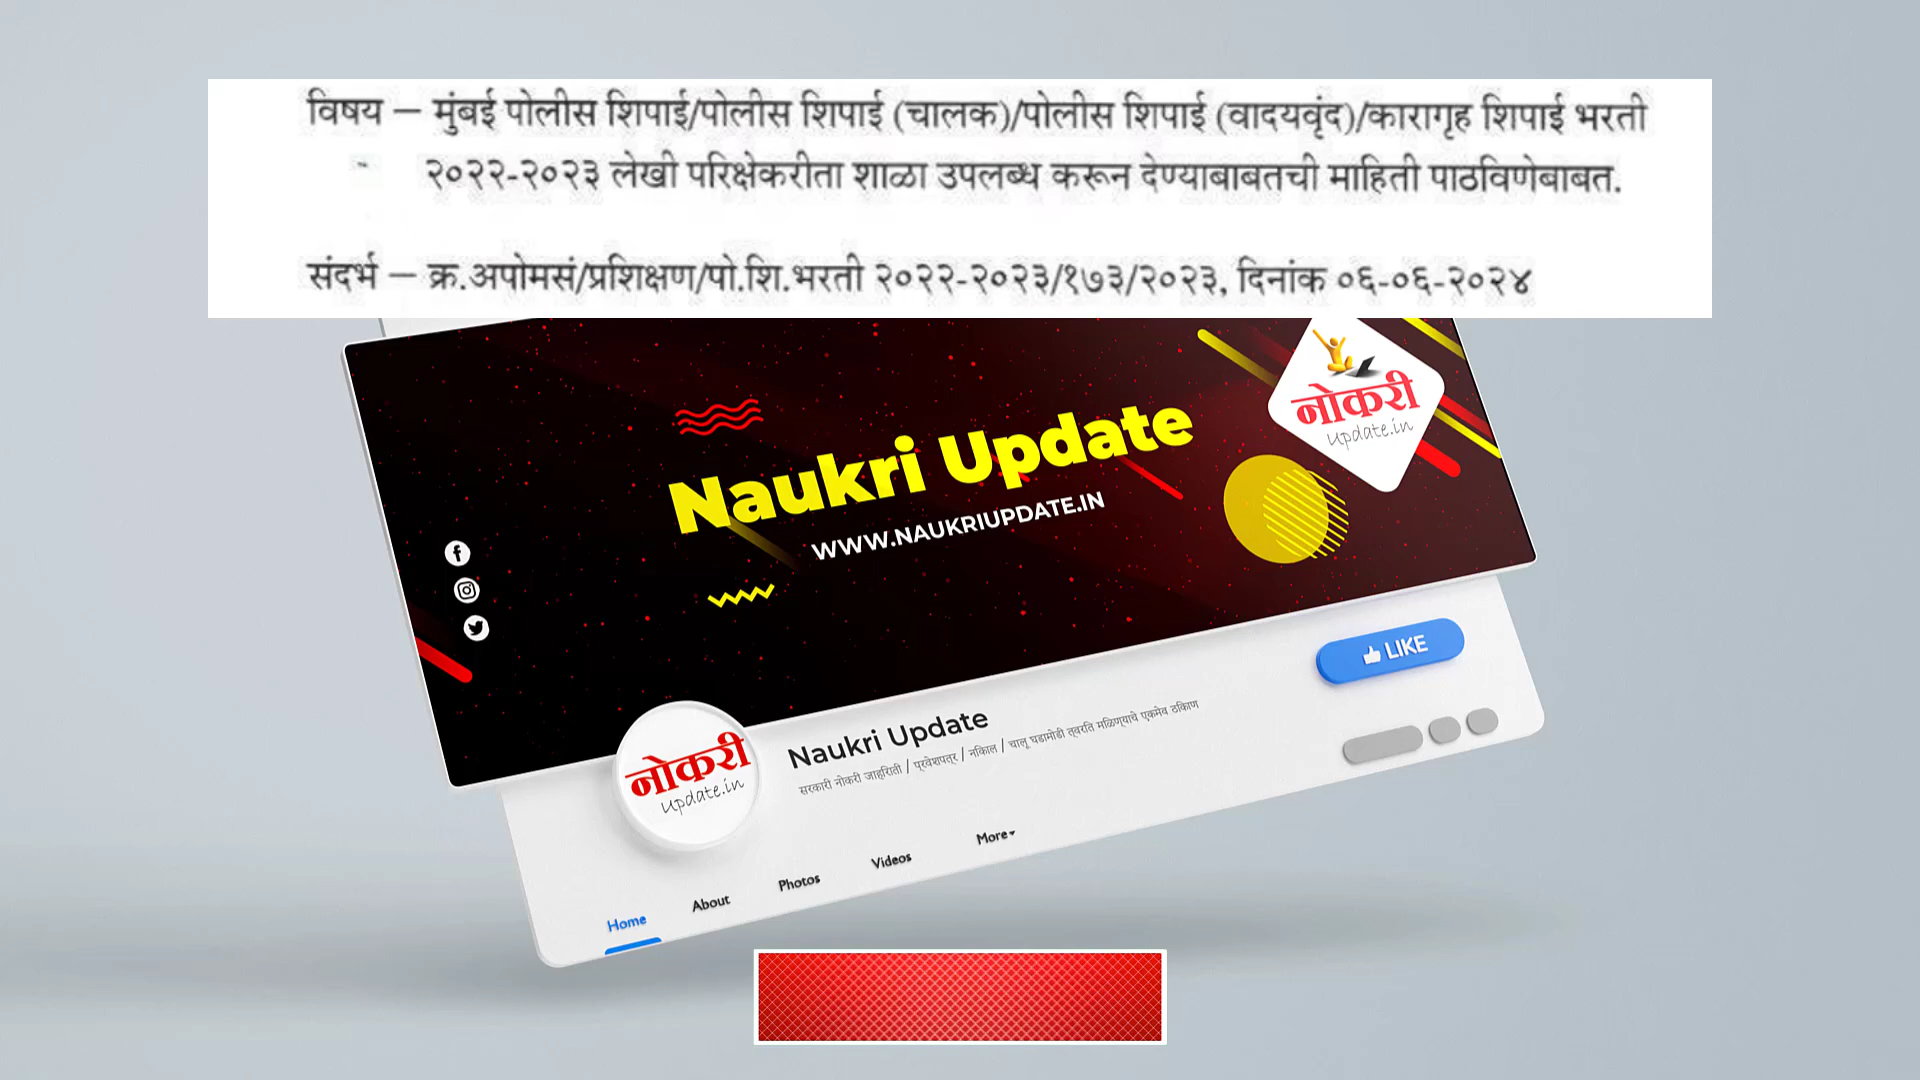 विषय – मुंबई पोलीस शिपाई/पोलीस शिपाई (चालक)/पोलीस शिपाई (वादयवृंद)/कारागृह शिपाई भरती
२०२२-२०२३ लेखी परिक्षेकरीता शाळा उपलब्ध करून देण्याबाबतची माहिती पाठविणेबाबत.
संदर्भ – क्र.अपोमसं/प्रशिक्षण/पो.शि.भरती २०२२-२०२३/१७३/२०२३, दिनांक ०६-०६-२०२४
नोकरी
Update.in
Naukri Update
WWW.NAUKRIUPDATE.IN
LIKE
नोकरी
Update.in
Naukri Update
सरकारी नोकरी जाहिराती / प्रवेशपत्र / निकाल / चालू घडामोडी त्वरित मिळण्याचे एकमेव ठिकाण
Home
About
Photos
Videos
More